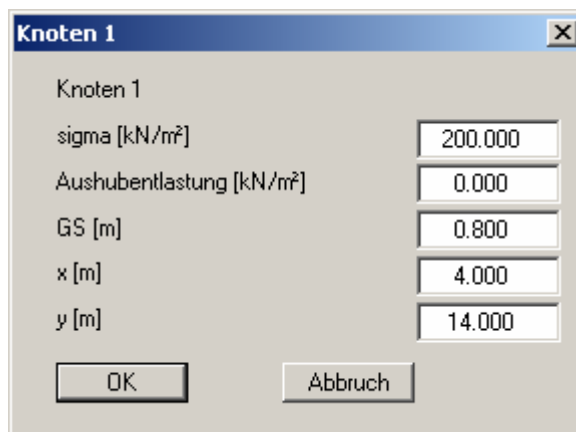 Knoten 1
Knoten 1
sigma [kN/m²] 200.000
Aushubentlastung [kN/m²] 0.000
GS [m] 0.800
x [m] 4.000
y [m] 14.000
OK Abbruch